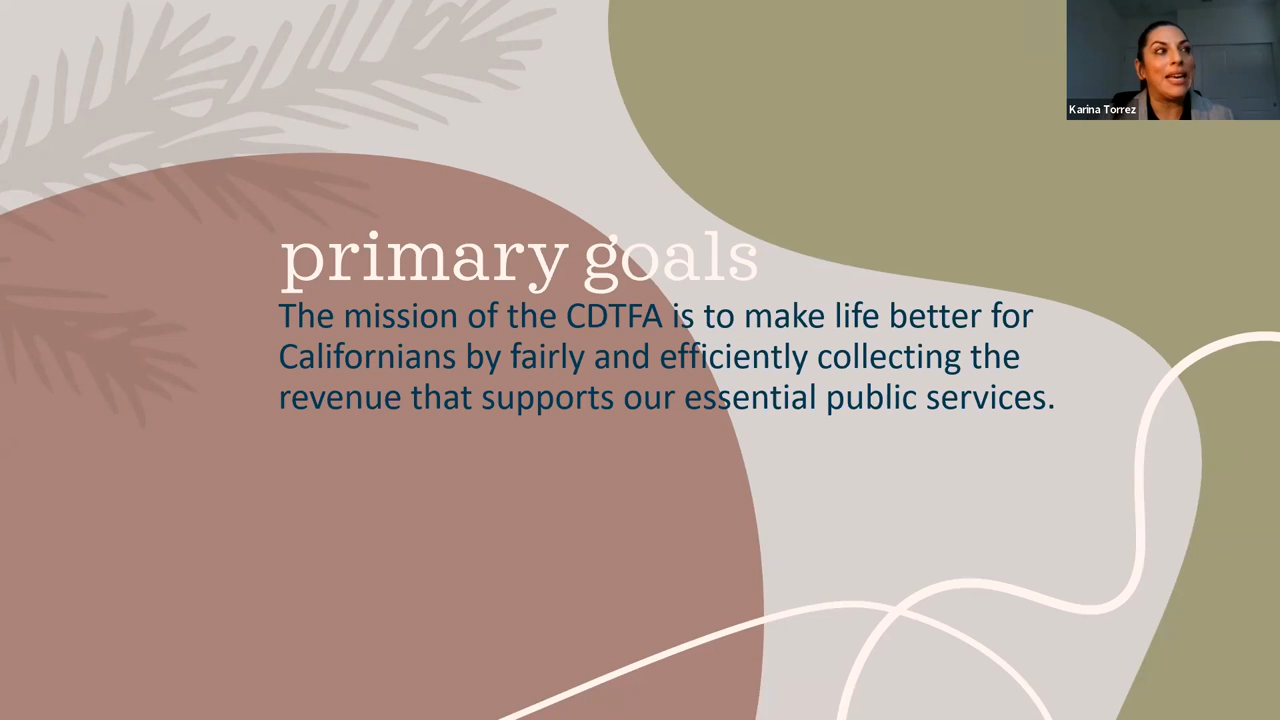 Karina Torrez
primary goals
The mission of the CDTFA is to make life better for
Californians by fairly and efficiently collecting the
revenue that supports our essential public services.